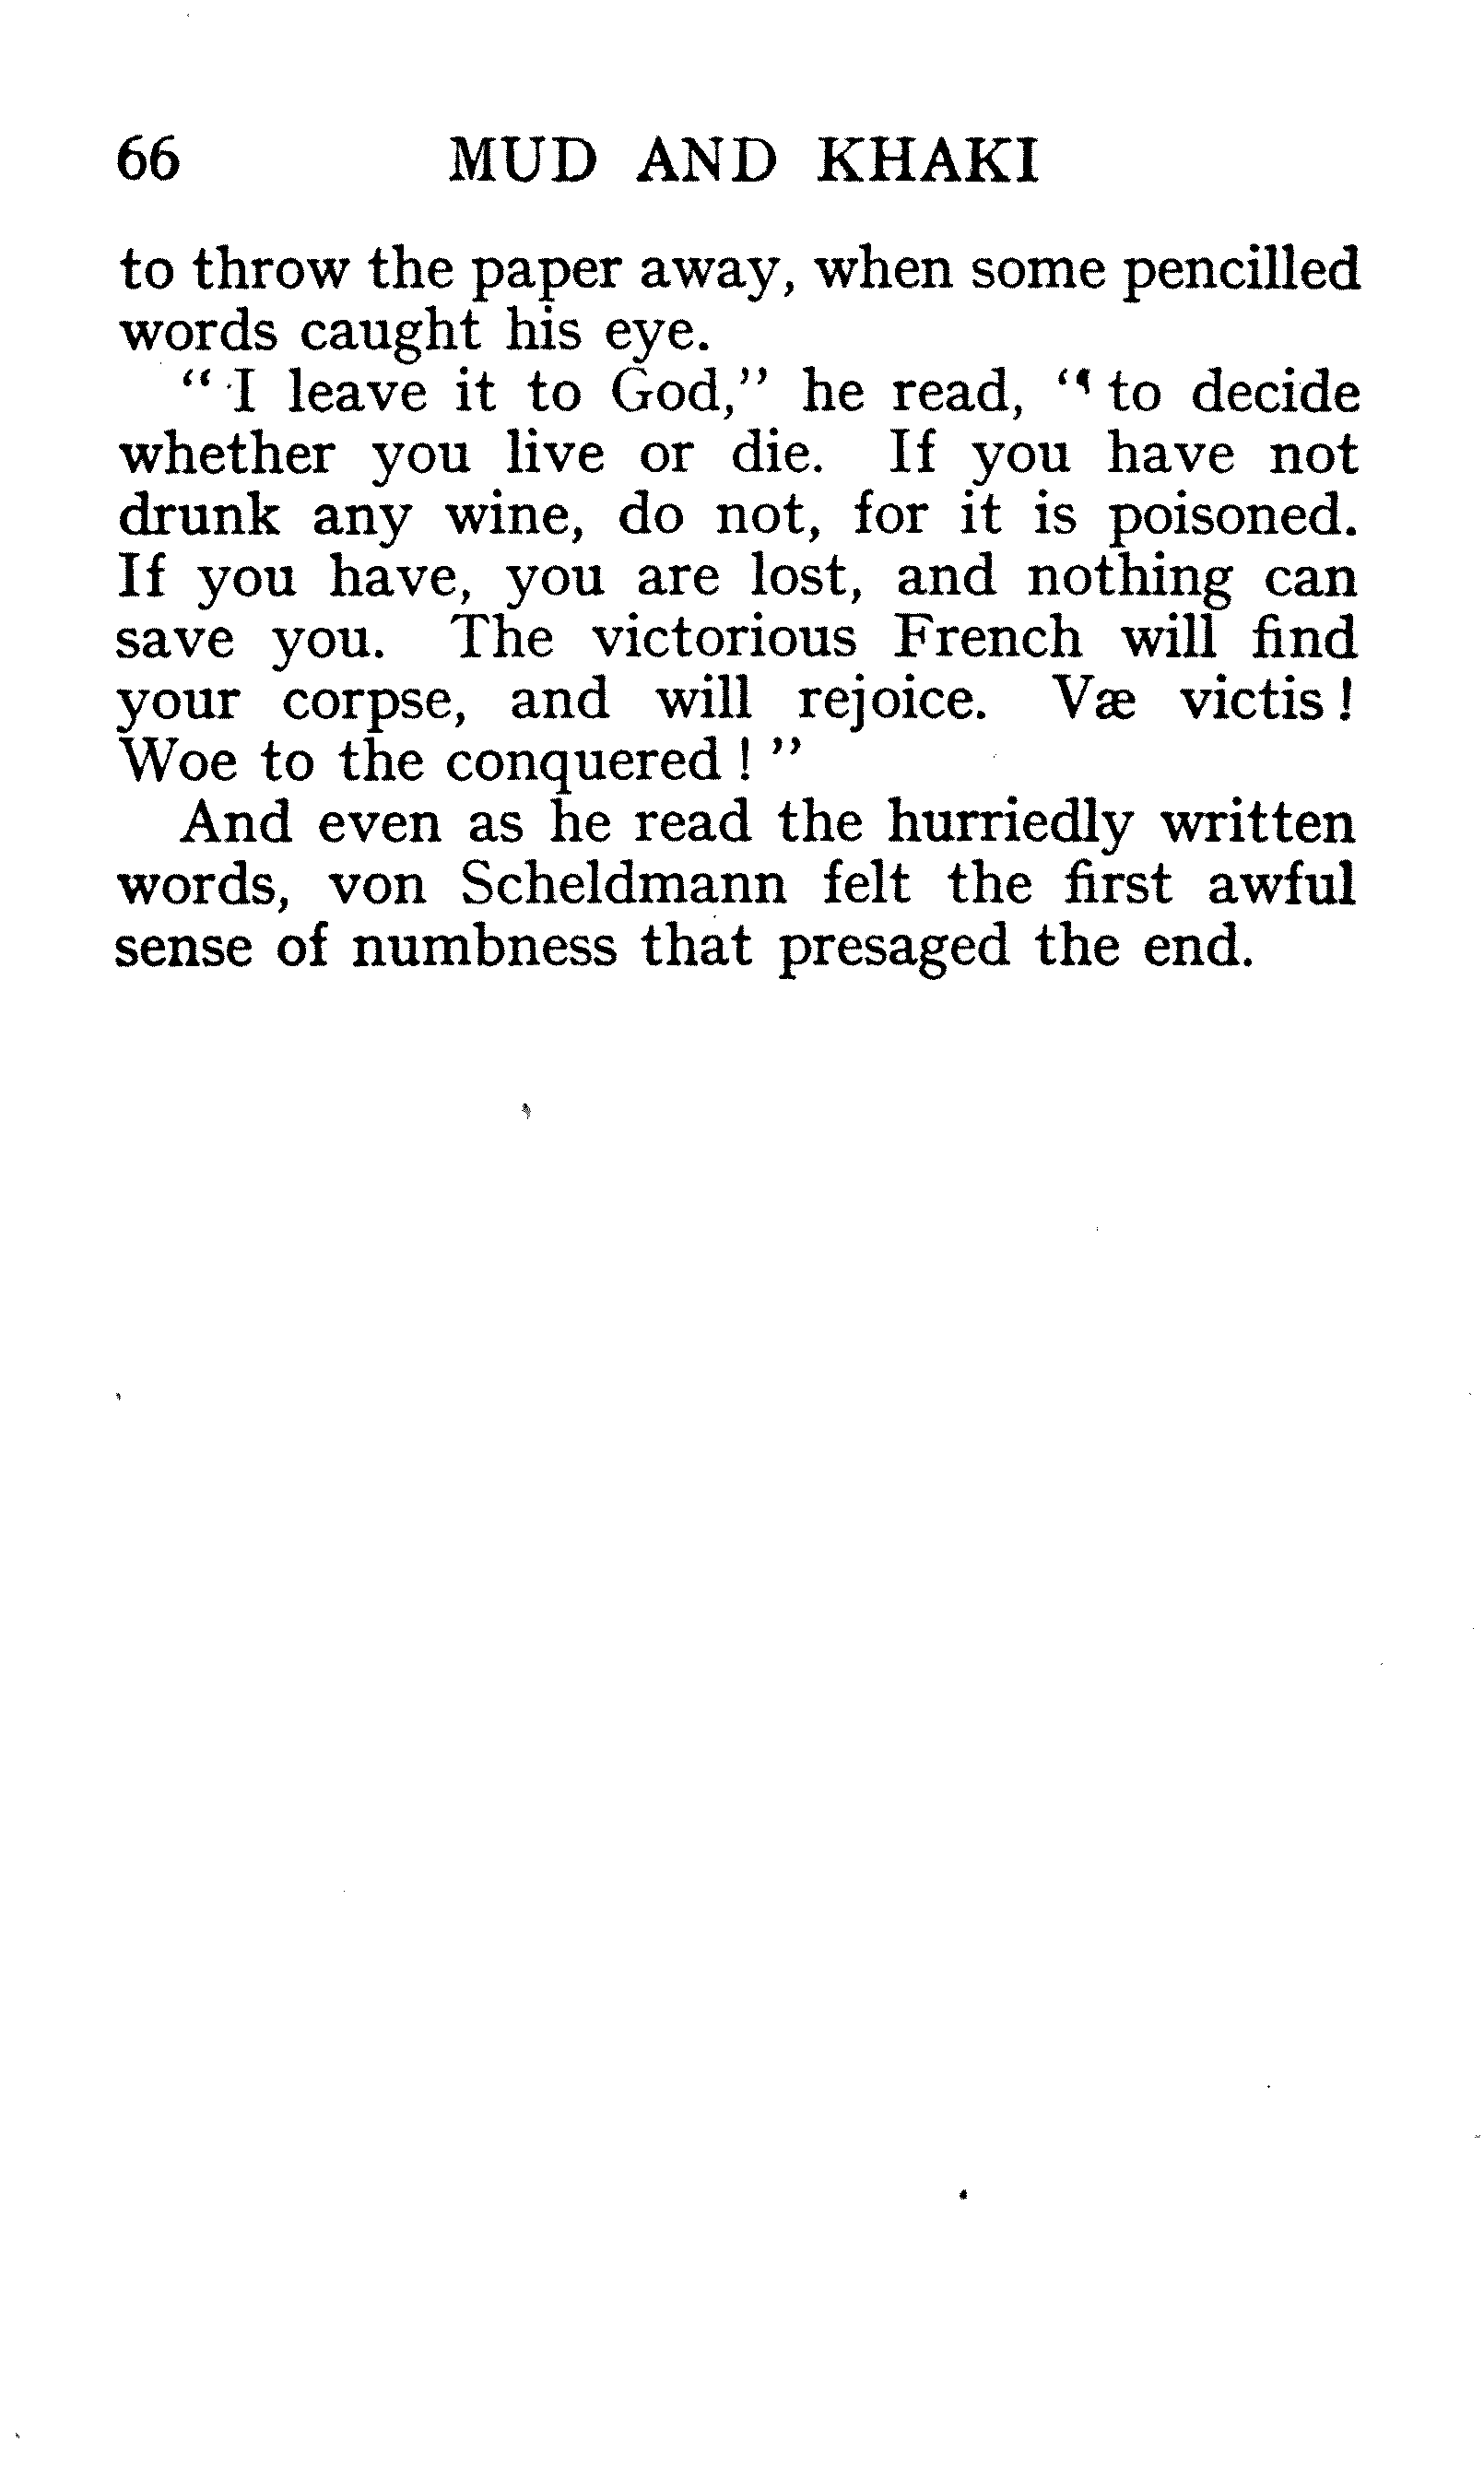 66 MUD AND KHAKI
to throw the paper away, when some pencilled
words caught his eye.
“ I leave it to God,” he read, “ to decide
whether you live or die. If you have not
drunk any wine, do not, for it is poisoned.
If you have, you are lost, and nothing can
save you. The victorious French will find
your corpse, and will rejoice. Væ victis !
Woe to the conquered ! ”
And even as he read the hurriedly written
words, von Scheldmann felt the first awful
sense of numbness that presaged the end.